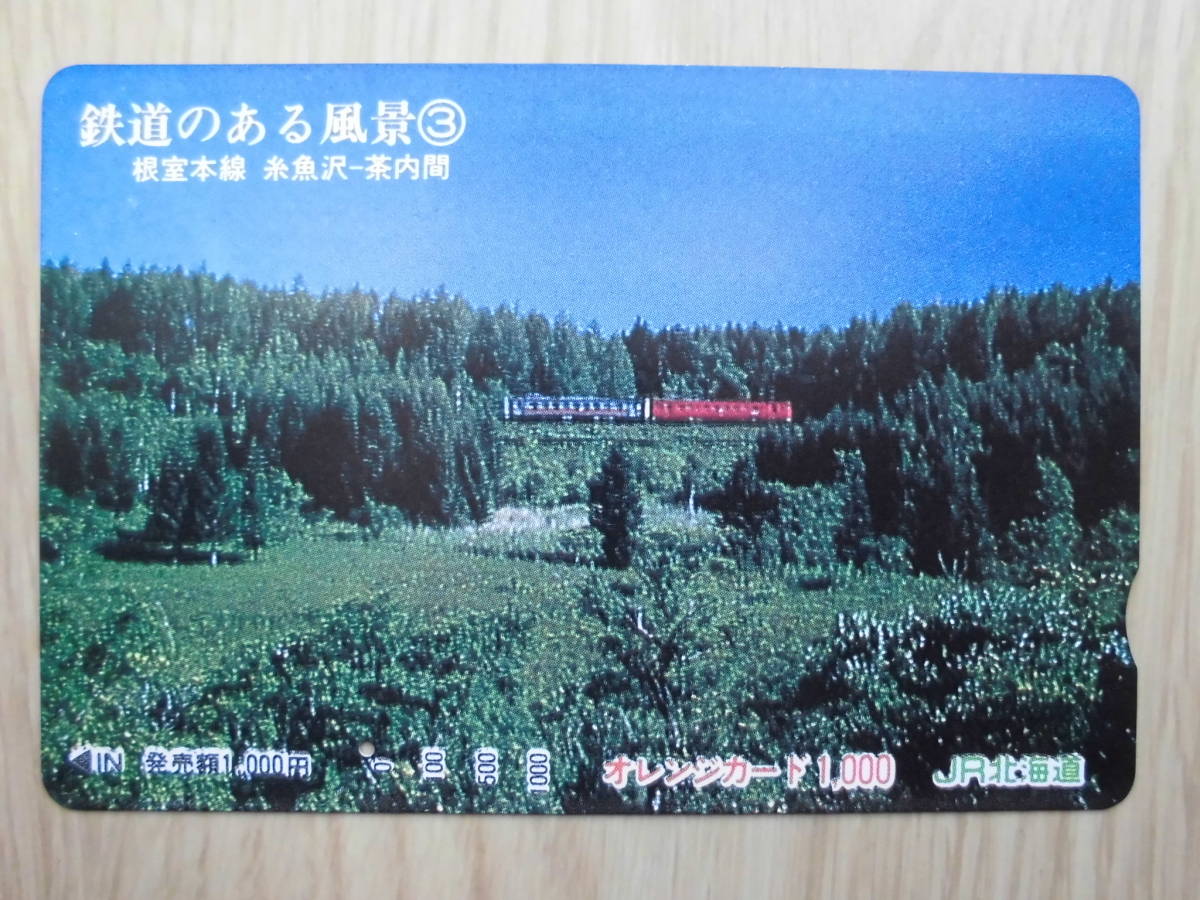 鉄道のある風景③
根室本線 糸魚沢-茶内間
◀IN 発売額1,000円 0 100 500 1000 オレンジカード1,000 JR北海道